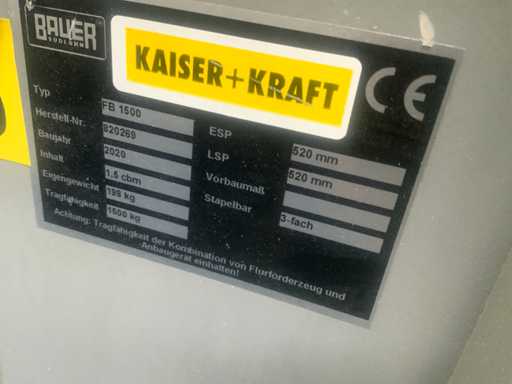 BAUER
SÜDLOHN
KAISER+KRAFT
CE
Typ FB 1500
Herstell-Nr. 820269
Baujahr 2020
Inhalt 1.5 cbm
Eigengewicht 195 kg
Tragfähigkeit 1500 kg
ESP 520 mm
LSP 520 mm
Vorbaumaß
Stapelbar 3-fach
Achtung: Tragfähigkeit der Kombination von Flurförderzeug und
Anbaugerät einhalten!